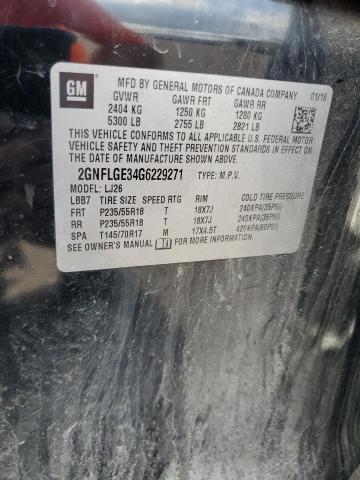 GM
MFD BY GENERAL MOTORS OF CANADA COMPANY 01/16
GVWR GAWR FRT GAWR RR
2404 KG 1250 KG 1280 KG
5300 LB 2755 LB 2821 LB
THIS VEHICLE CONFORMS TO ALL APPLICABLE
U.S. FEDERAL MOTOR VEHICLE SAFETY AND
THEFT PREVENTION STANDARDS IN EFFECT ON
THE DATE OF MANUFACTURE SHOWN ABOVE.
2GNFLGE34G6229271 TYPE: M.P.V.
MODEL: LJ26
LBB7 TIRE SIZE SPEED RTG RIM COLD TIRE PRESSURE
FRT P235/55R18 T 18X7J 240KPA(35PSI)
RR P235/55R18 T 18X7J 240KPA(35PSI)
SPA T145/70R17 M 17X4.5T 420KPA(60PSI)
SEE OWNER'S MANUAL FOR MORE INFORMATION.